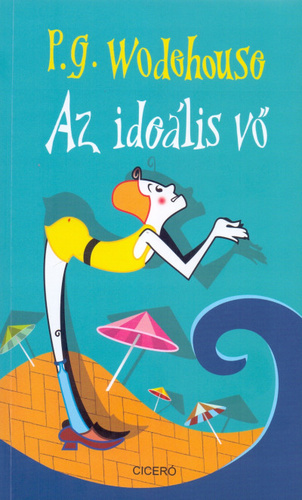 P.G. Wodehouse
Az ideális vő
CICERÓ